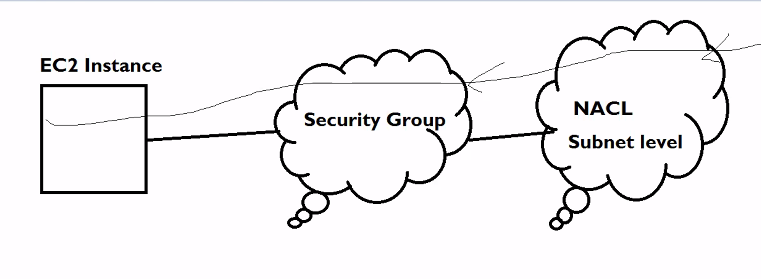 EC2 Instance
Security Group
NACL
Subnet level